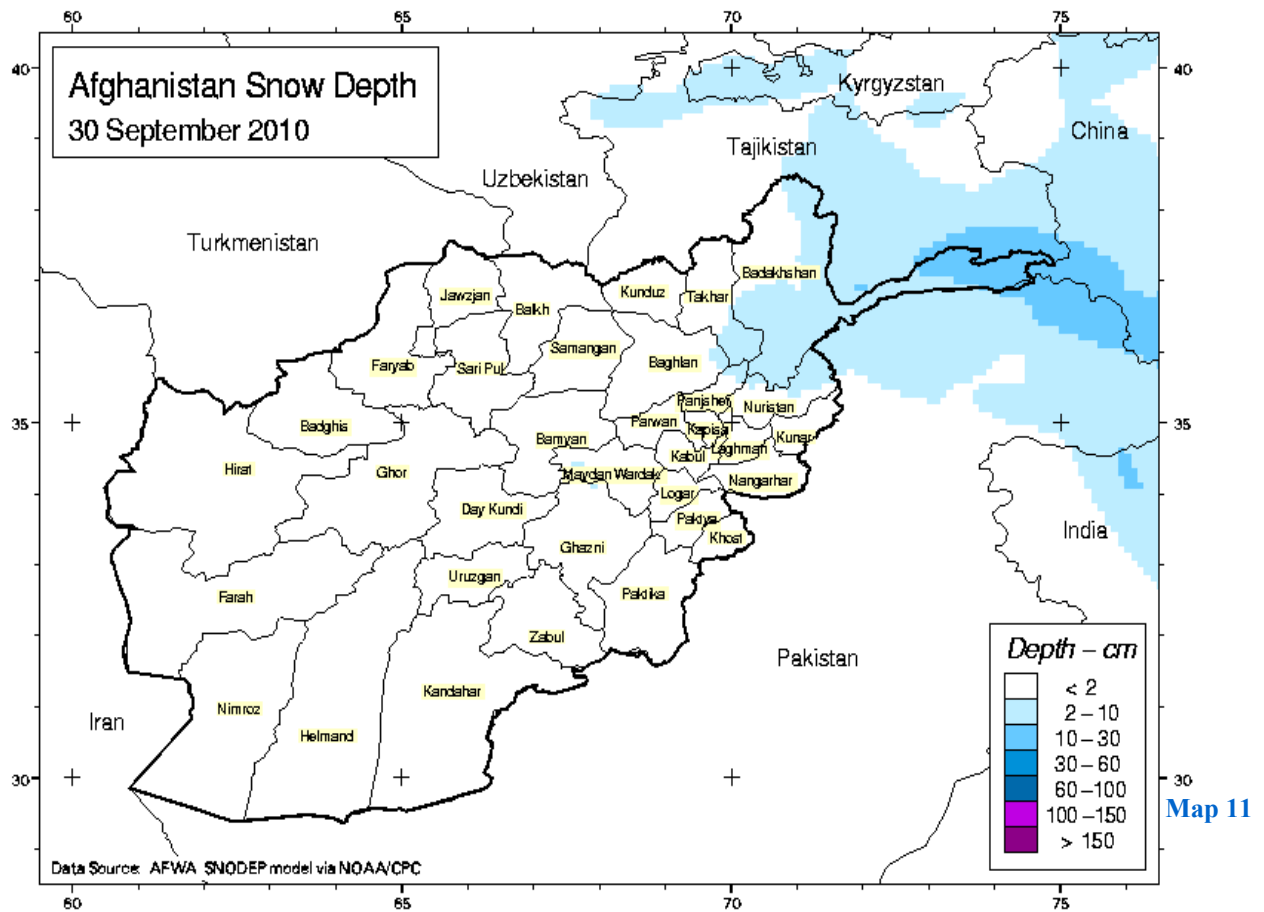 60 65 70 75
Afghanistan Snow Depth
30 September 2010
40 40
Kyrgyzstan
China
Tajikistan
Uzbekistan
Turkmenistan
Badakhshan
Jawzjan
Kunduz
Takhar
Balkh
Samangan
Baghlan
Faryab
Sari Pul
Panjsher
Nuristan
35 35
Badghis
Parwan
Kapisa
Kunar
Bamyan
Laghman
Kabul
Hirat
Ghor
Maydan Wardak
Nangarhar
Logar
Day Kundi
Paktya
Khost
India
Ghazni
Uruzgan
Farah
Paktika
Zabul
Pakistan
Kandahar
Nimroz
Iran
Helmand
Depth – cm
< 2
2 – 10
10 – 30
30 – 60
60 –100
100 –150
> 150
30 30
Map 11
Data Source: AFWA SNODEP model via NOAA/CPC
60 65 70 75